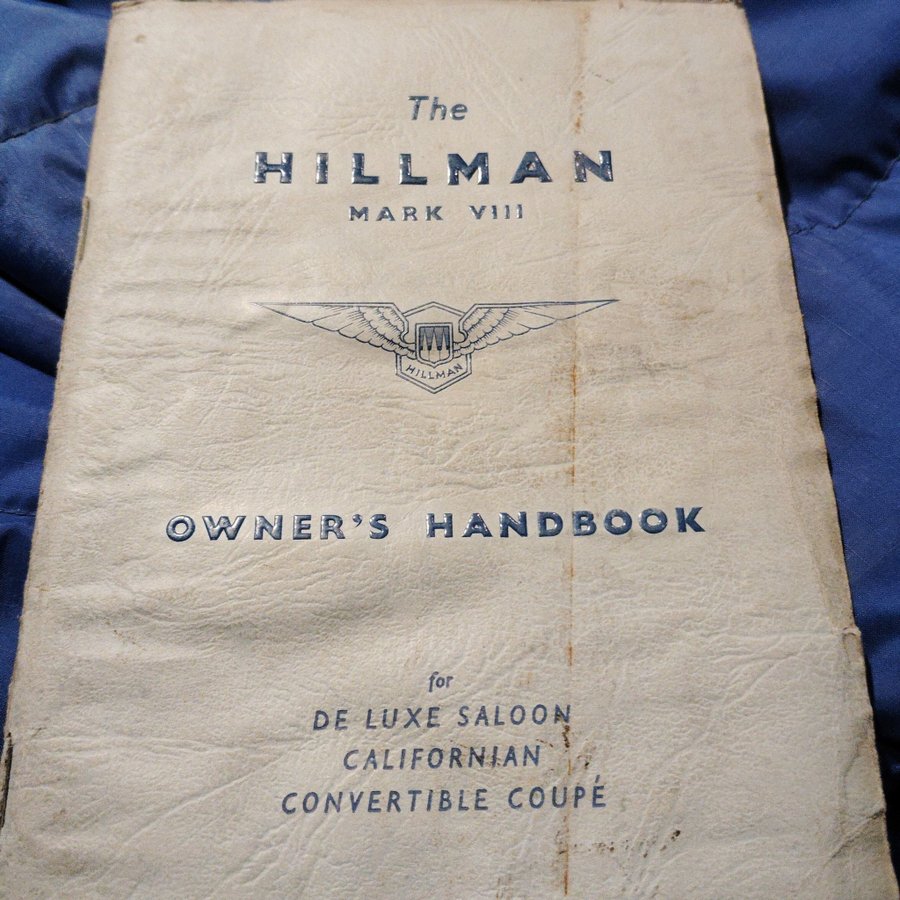 The
HILLMAN
MARK VIII
HILLMAN
OWNER'S HANDBOOK
for
DE LUXE SALOON
CALIFORNIAN
CONVERTIBLE COUPÉ